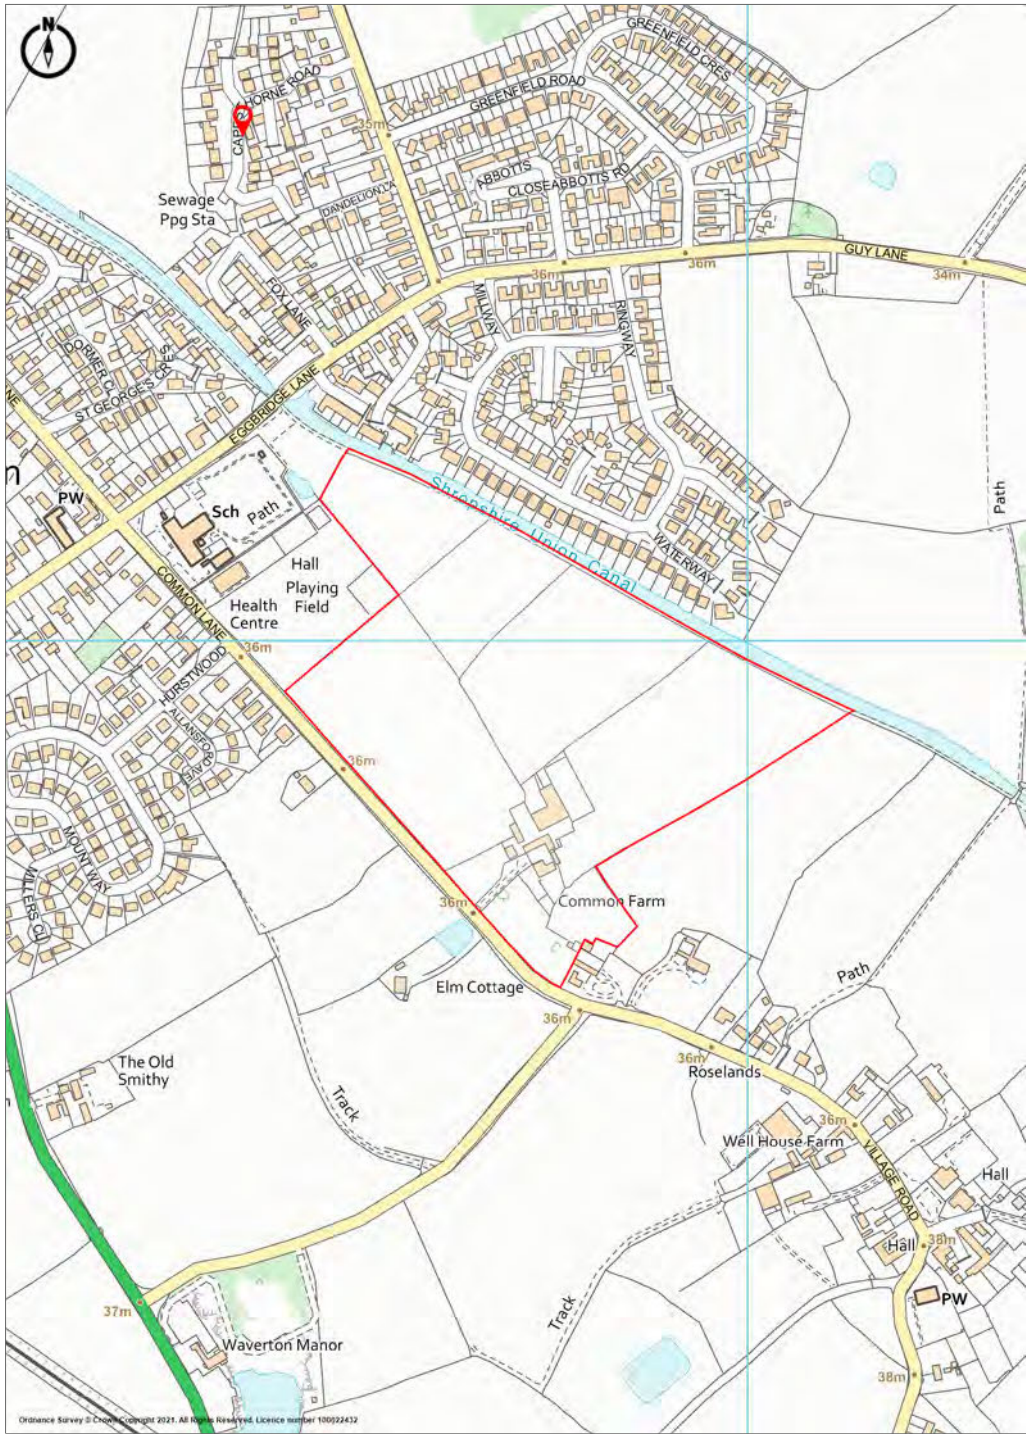 N
GREENFIELD CRES
HORNE ROAD
GREENFIELD ROAD
35m
ABBOTTS
CLOSE
ABBOTTS RD
Sewage
Ppg Sta
DANDELION LA
GUY LANE
36m
36m
34m
FOX LANE
MILLWAY
RINGWAY
ST GEORGE'S CRES
EGGBRIDGE LANE
Path
PW
Sch
Path
Shropshire Union Canal
WATERWAY
Hall
Playing
Field
COMMON LANE
Health
Centre
36m
HURSTWOOD
ALLANSFORD AVE
36m
MOUNT WAY
MILLERS CL
36m
Common Farm
Elm Cottage
36m
Path
36m
Roselands
The Old
Smithy
Track
36m
Well House Farm
VILLAGE ROAD
Hall
Hall
38m
PW
37m
Track
Waverton Manor
38m
Ordnance Survey © Crown Copyright 2021. All Rights Reserved. Licence number 100022432